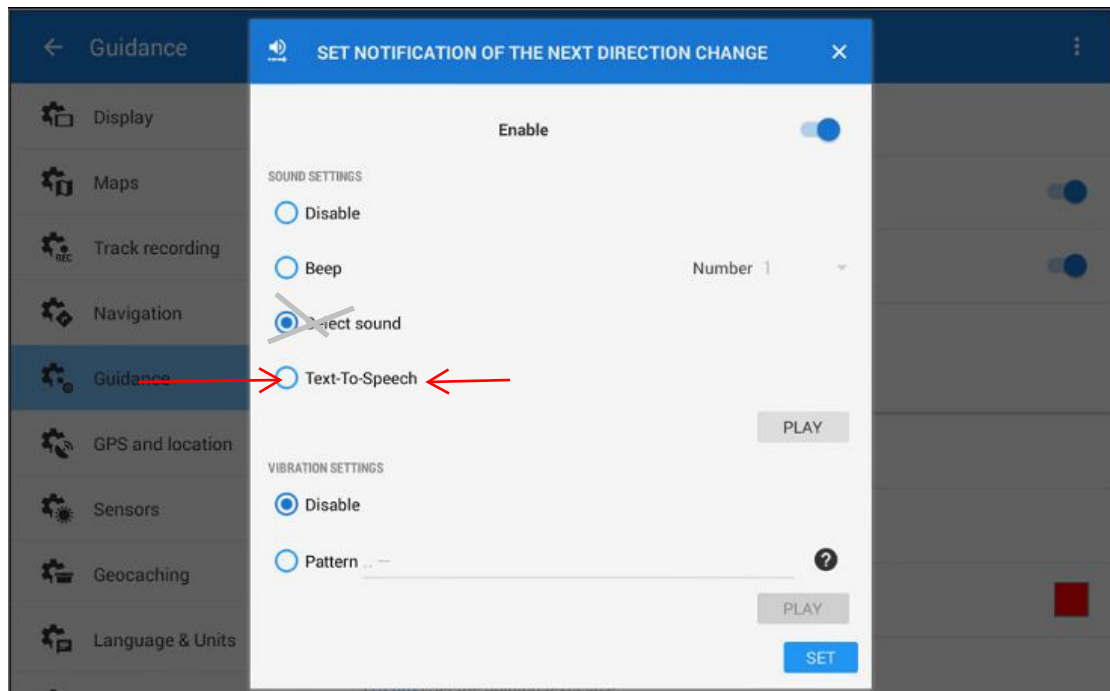 Guidance
SET NOTIFICATION OF THE NEXT DIRECTION CHANGE
Display
Maps
Track recording
REC
Navigation
Guidance
GPS and location
Sensors
Geocaching
Language & Units
Enable
SOUND SETTINGS
Disable
Beep
Number 1
Select sound
Text-To-Speech
PLAY
VIBRATION SETTINGS
Disable
Pattern .. --
?
PLAY
SET